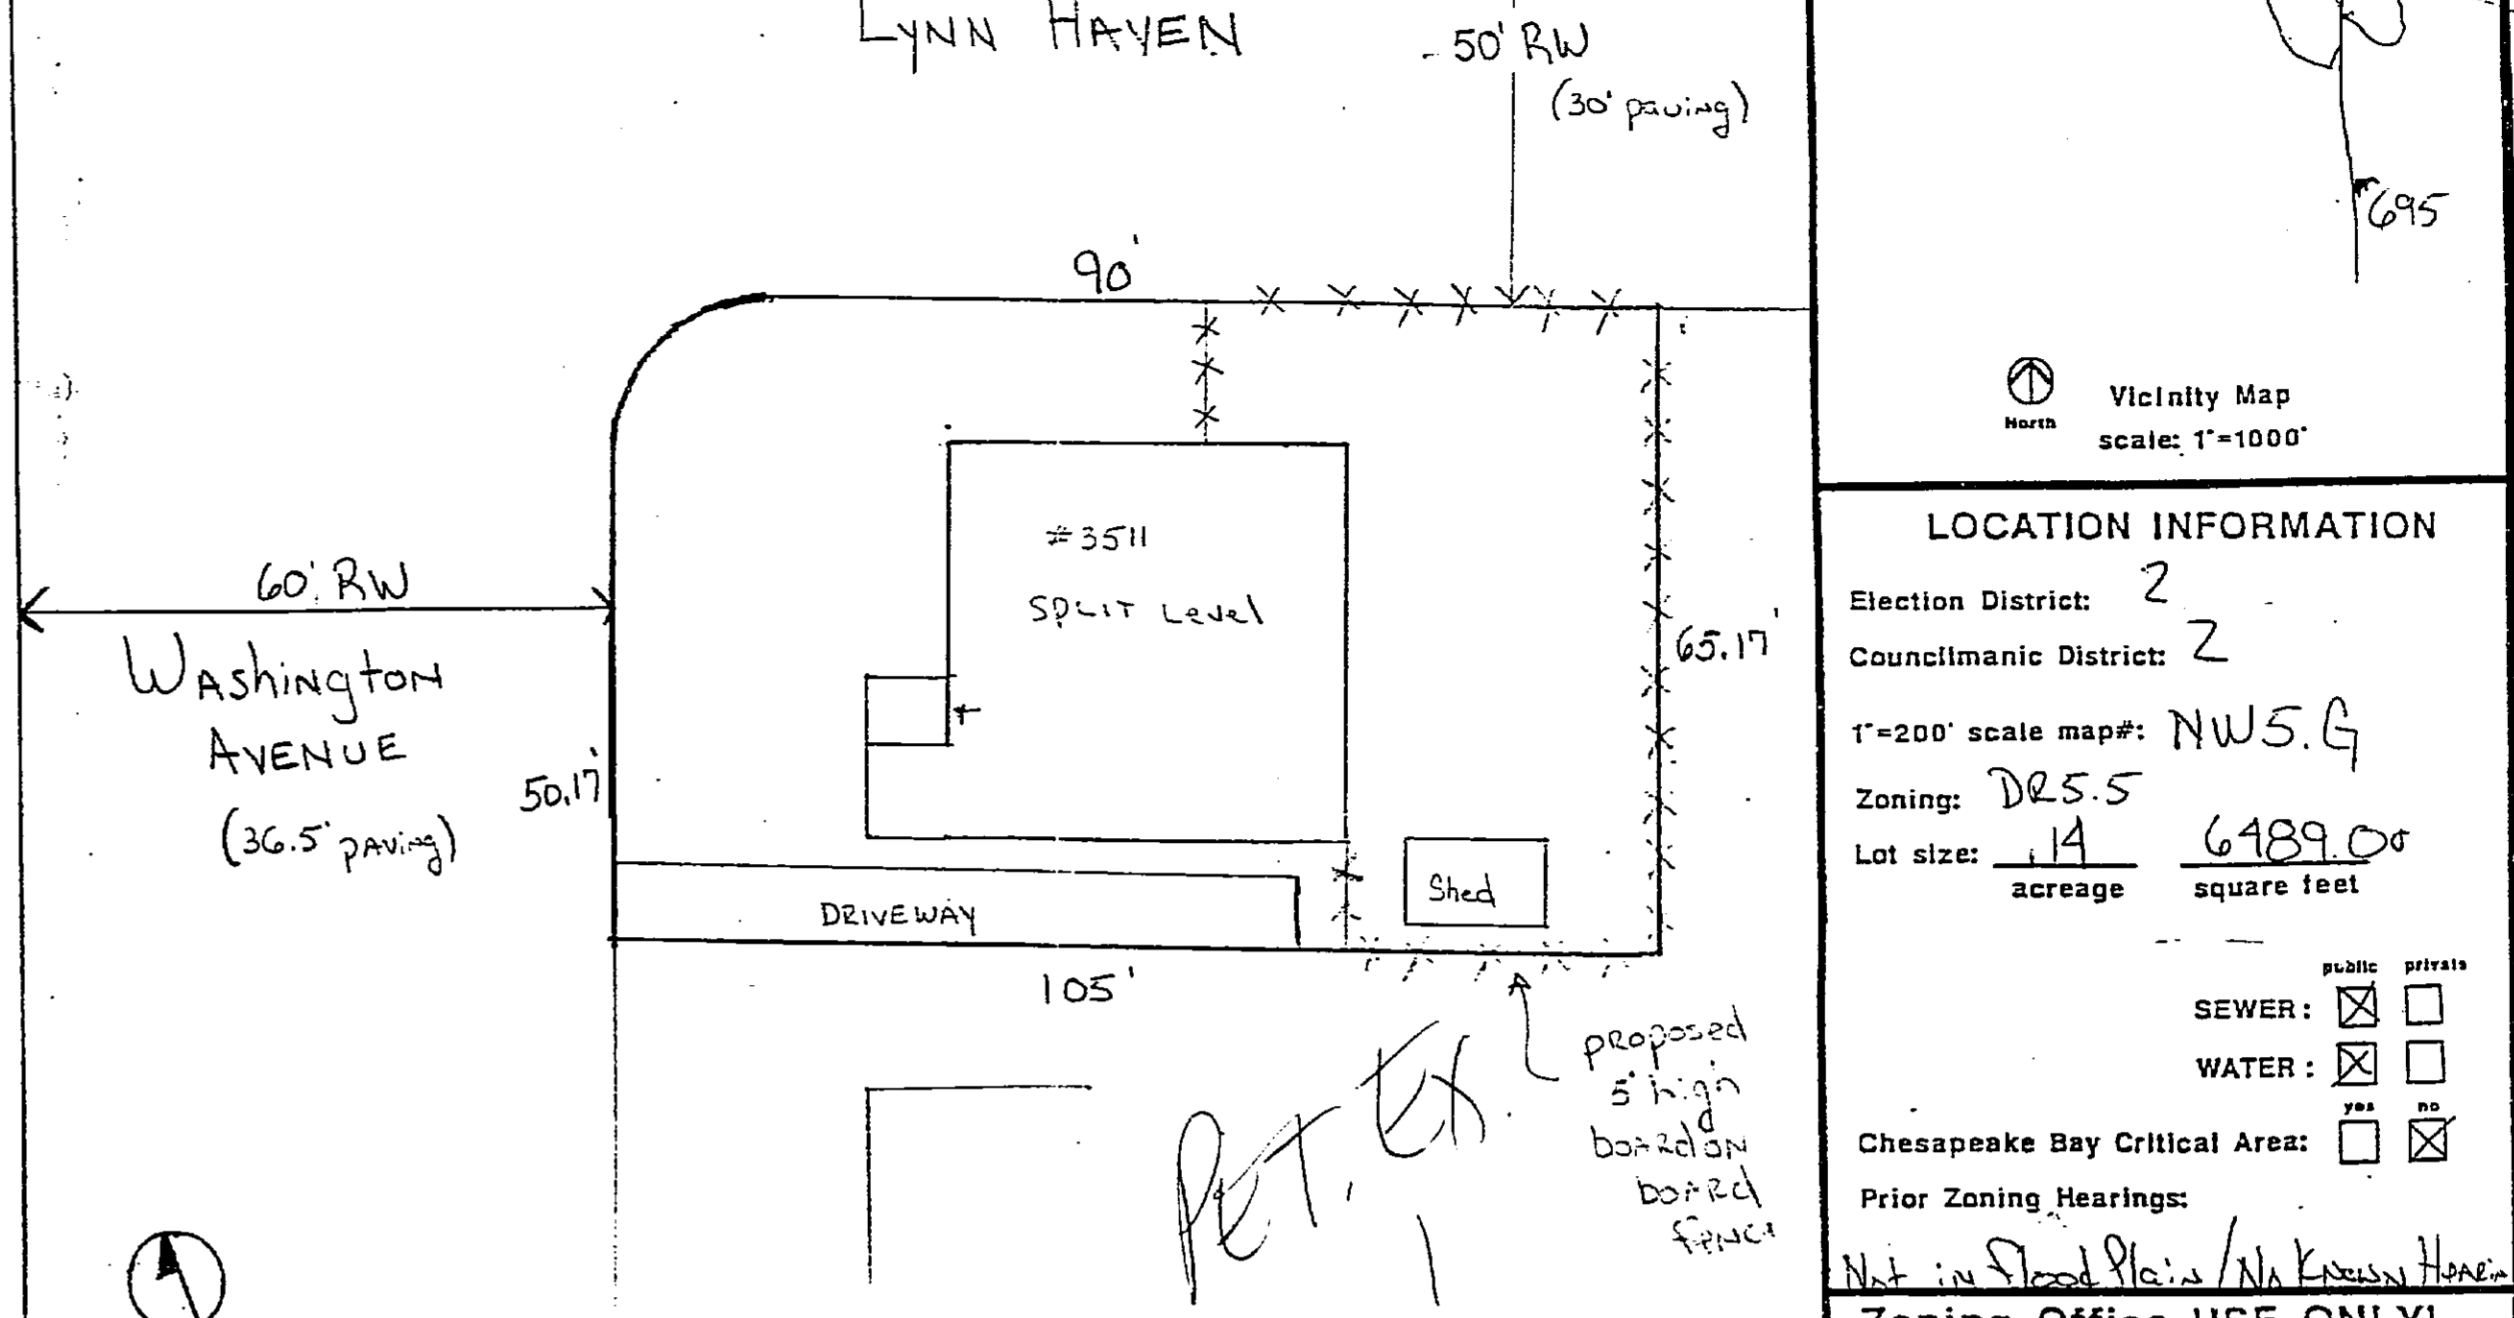 LYNN HAVEN
50' RW
(30' paving)
695
90'
North
Vicinity Map
scale: 1"=1000'
#3511
SPLIT Level
60' RW
WAShINgtON
AVENUE
(36.5' pAving)
50.17'
65.17'
DRIVEWAY
Shed
105'
proposed
5' high
board on
board
fence
PET. EX.
1
LOCATION INFORMATION
Election District: 2
Councilmanic District: 2
1"=200' scale map#: NW5.G
Zoning: DR5.5
Lot size: .14 6489.00
acreage square feet
public private
SEWER:
WATER:
yes no
Chesapeake Bay Critical Area:
Prior Zoning Hearings:
Not in Flood Plain / No Known
Zoning Office USE ONLY!